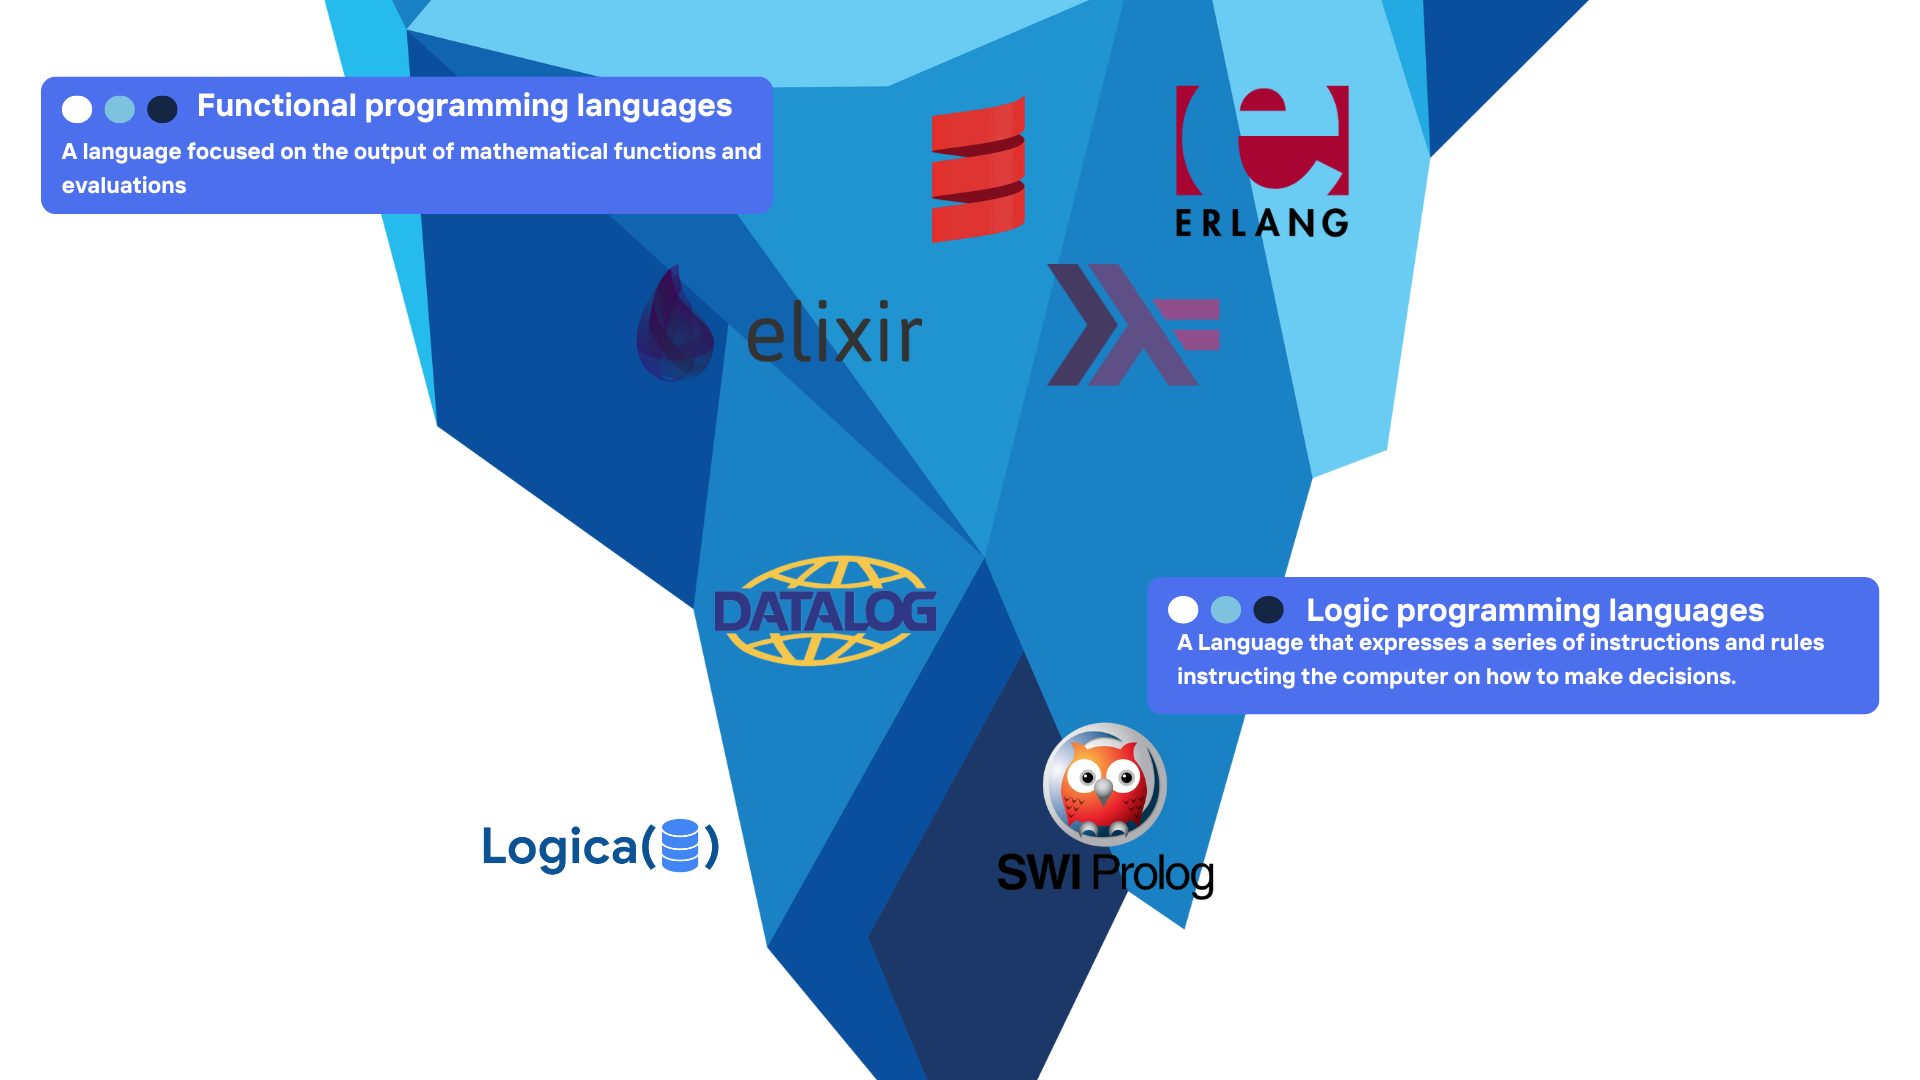 Functional programming languages
A language focused on the output of mathematical functions and
evaluations
ERLANG
elixir
DATALOG
Logic programming languages
A Language that expresses a series of instructions and rules
instructing the computer on how to make decisions.
Logica( )
SWI Prolog